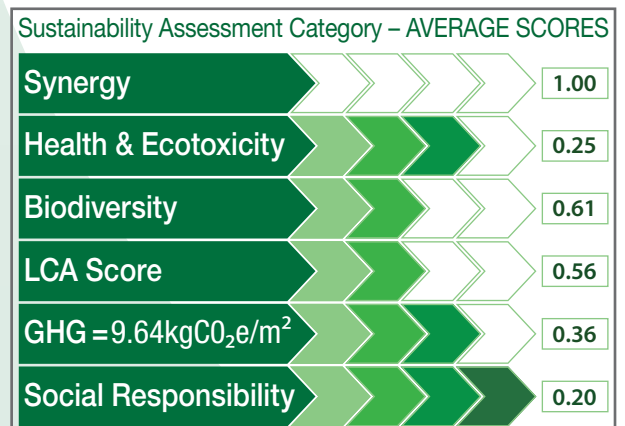 Sustainability Assessment Category – AVERAGE SCORES
Synergy 1.00
Health & Ecotoxicity 0.25
Biodiversity 0.61
LCA Score 0.56
GHG = 9.64kgC0₂e/m² 0.36
Social Responsibility 0.20